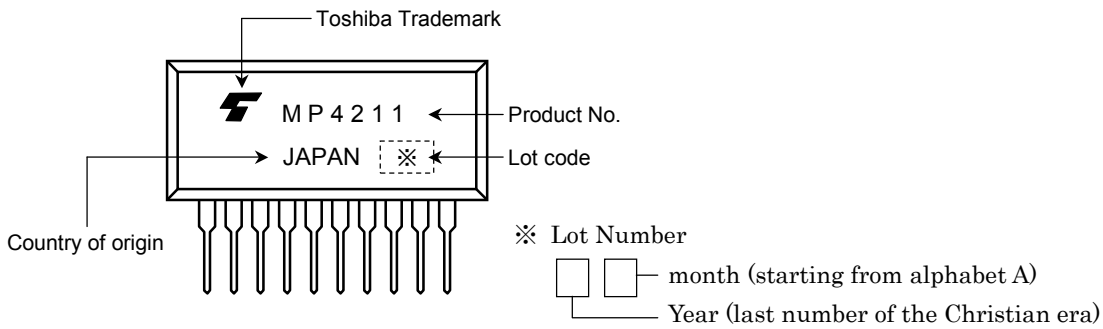 Toshiba Trademark
MP4211
Product No.
JAPAN ※
Lot code
Country of origin
※ Lot Number
month (starting from alphabet A)
Year (last number of the Christian era)